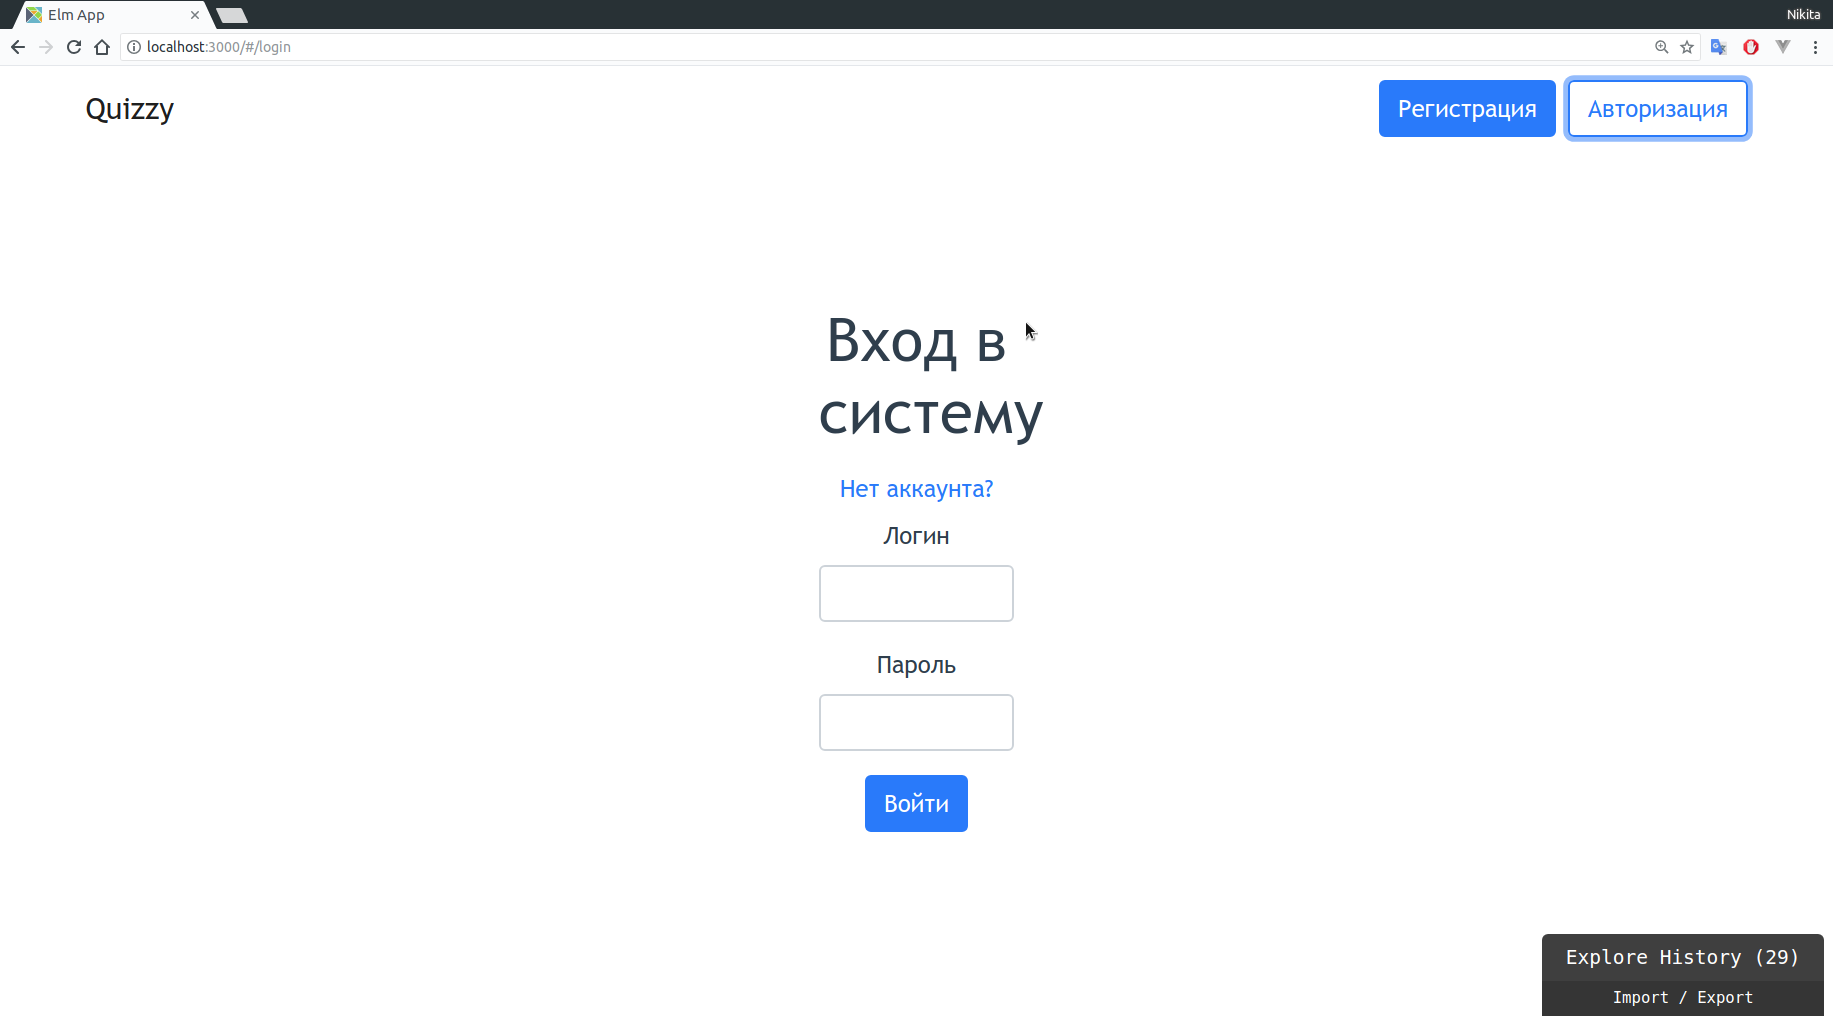 Elm App
Nikita
localhost:3000/#/login
Quizzy
Регистрация
Авторизация
Вход в
систему
Нет аккаунта?
Логин
Пароль
Войти
Explore History (29)
Import / Export